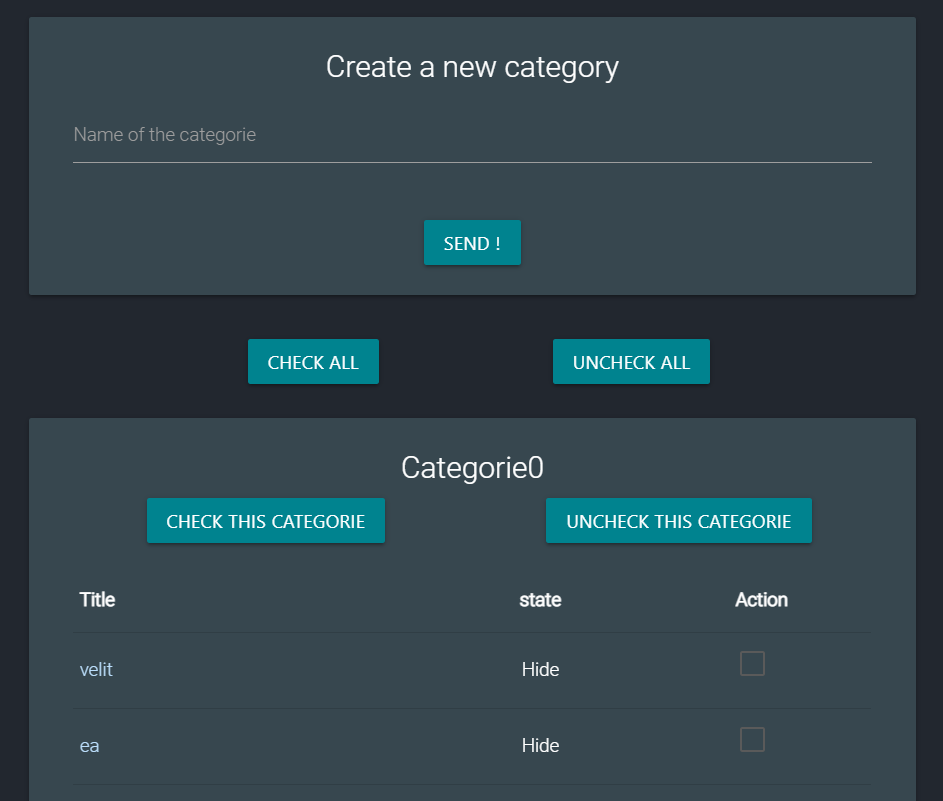 Create a new category
Name of the categorie
SEND !
CHECK ALL UNCHECK ALL
Categorie0
CHECK THIS CATEGORIE UNCHECK THIS CATEGORIE
Title state Action
velit Hide
ea Hide